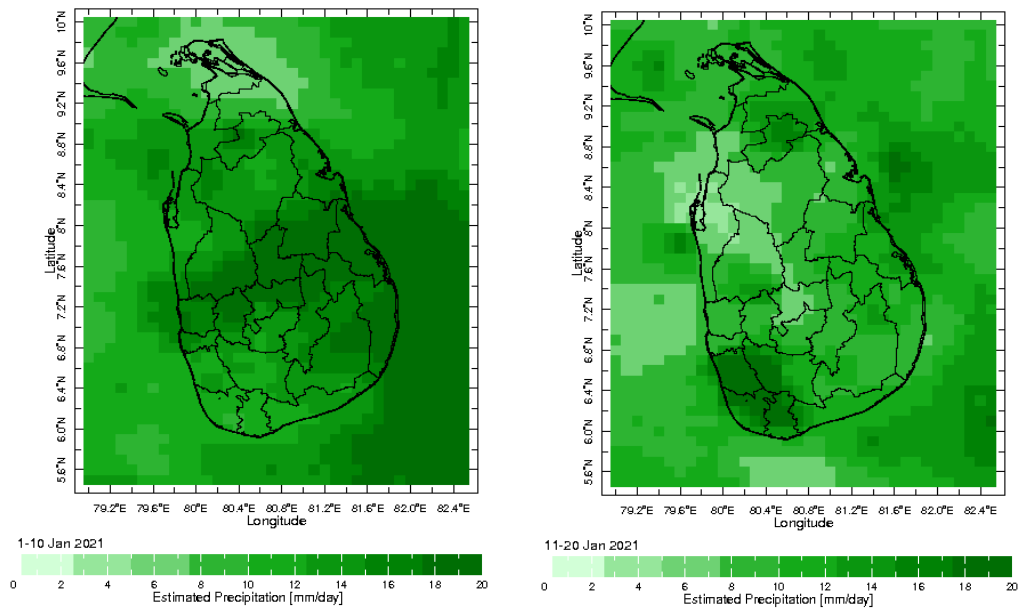 10°N
9.6°N
9.2°N
8.8°N
8.4°N
8°N
7.6°N
7.2°N
6.8°N
6.4°N
6.0°N
5.6°N
Latitude
79.2°E 79.6°E 80°E 80.4°E 80.8°E 81.2°E 81.6°E 82.0°E 82.4°E
Longitude
1-10 Jan 2021
0 2 4 6 8 10 12 14 16 18 20
Estimated Precipitation [mm/day]
10°N
9.6°N
9.2°N
8.8°N
8.4°N
8°N
7.6°N
7.2°N
6.8°N
6.4°N
6.0°N
5.6°N
Latitude
79.2°E 79.6°E 80°E 80.4°E 80.8°E 81.2°E 81.6°E 82.0°E 82.4°E
Longitude
11-20 Jan 2021
0 2 4 6 8 10 12 14 16 18 20
Estimated Precipitation [mm/day]